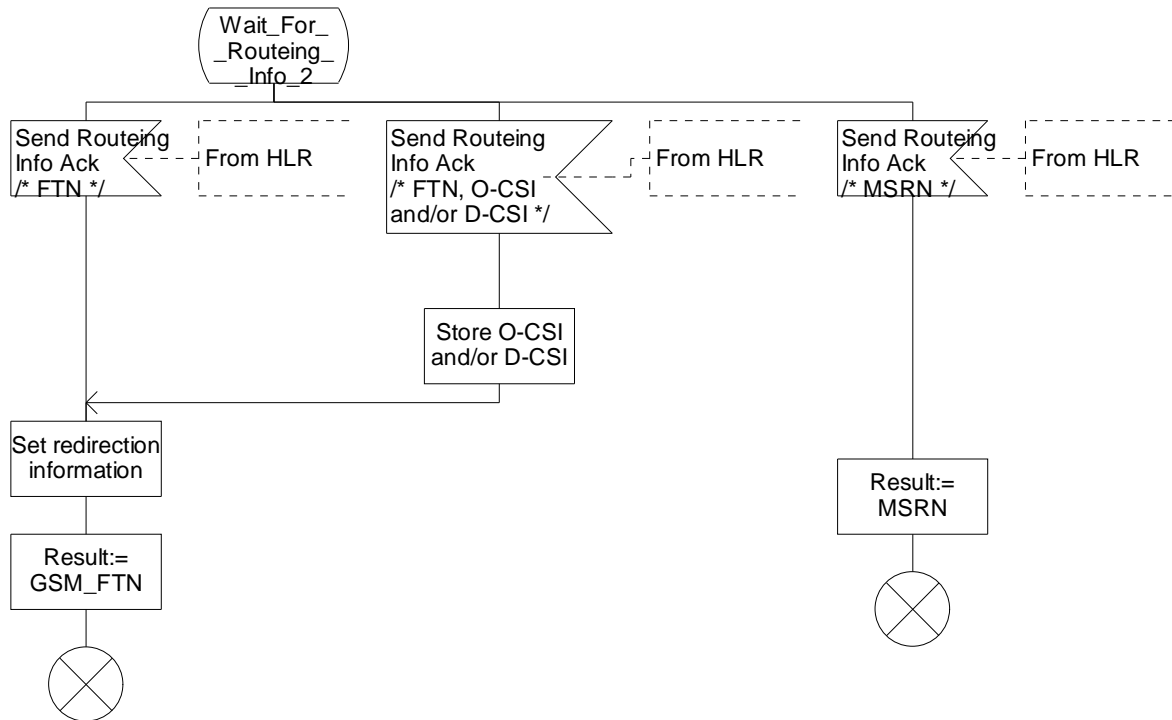 Wait_For_
_Routeing_
_Info_2
Send Routeing
Info Ack
/* FTN */
From HLR
Send Routeing
Info Ack
/* FTN, O-CSI
and/or D-CSI */
From HLR
Send Routeing
Info Ack
/* MSRN */
From HLR
Store O-CSI
and/or D-CSI
Set redirection
information
Result:=
MSRN
Result:=
GSM_FTN